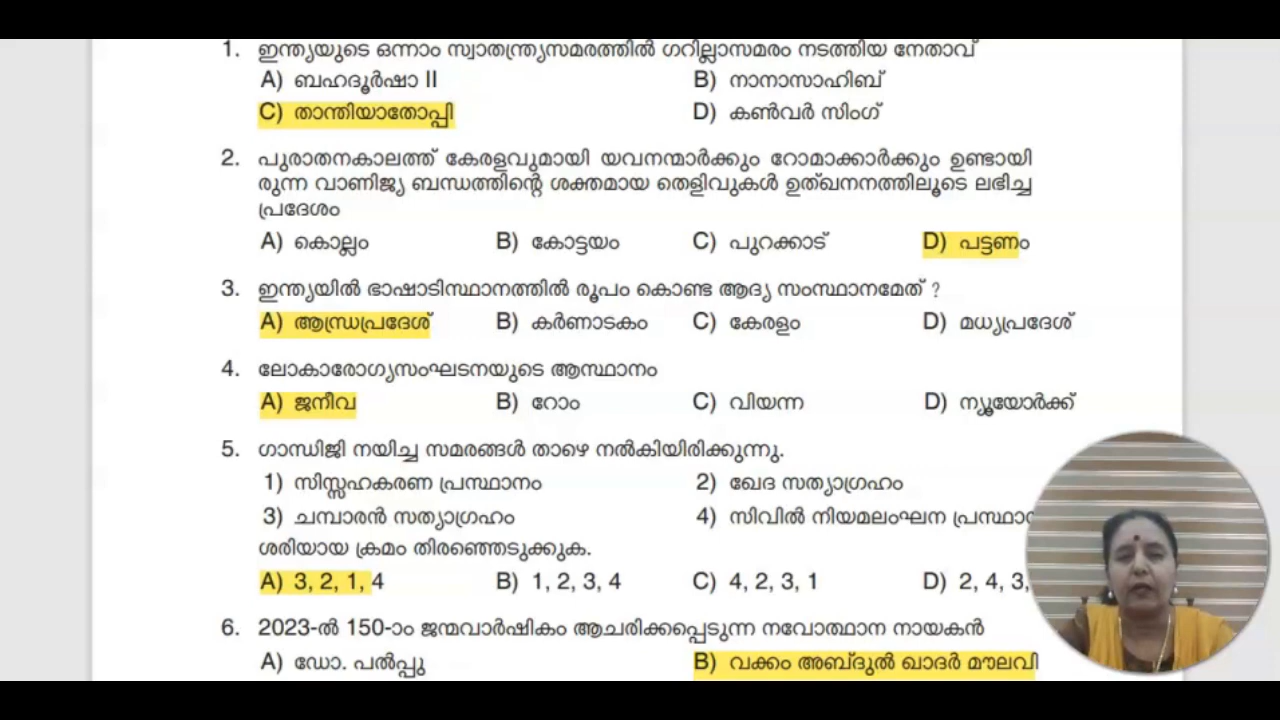 1. ഇന്ത്യയുടെ ഒന്നാം സ്വാതന്ത്ര്യസമരത്തിൽ ഗറില്ലാസമരം നടത്തിയ നേതാവ്
A) ബഹദൂർഷാ II B) നാനാസാഹിബ്
C) താന്തിയാതോപ്പി D) കൺവർ സിംഗ്
2. പുരാതനകാലത്ത് കേരളവുമായി യവനന്മാർക്കും റോമാക്കാർക്കും ഉണ്ടായി
രുന്ന വാണിജ്യ ബന്ധത്തിന്റെ ശക്തമായ തെളിവുകൾ ഉത്ഖനനത്തിലൂടെ ലഭിച്ച
പ്രദേശം
A) കൊല്ലം B) കോട്ടയം C) പുറക്കാട് D) പട്ടണം
3. ഇന്ത്യയിൽ ഭാഷാടിസ്ഥാനത്തിൽ രൂപം കൊണ്ട ആദ്യ സംസ്ഥാനമേത് ?
A) ആന്ധ്രപ്രദേശ് B) കർണാടകം C) കേരളം D) മധ്യപ്രദേശ്
4. ലോകാരോഗ്യസംഘടനയുടെ ആസ്ഥാനം
A) ജനീവ B) റോം C) വിയന്ന D) ന്യൂയോർക്ക്
5. ഗാന്ധിജി നയിച്ച സമരങ്ങൾ താഴെ നൽകിയിരിക്കുന്നു.
1) സിസ്സഹകരണ പ്രസ്ഥാനം 2) ഖേദ സത്യാഗ്രഹം
3) ചമ്പാരൻ സത്യാഗ്രഹം 4) സിവിൽ നിയമലംഘന
ശരിയായ ക്രമം തിരഞ്ഞെടുക്കുക.
A) 3, 2, 1, 4 B) 1, 2, 3, 4 C) 4, 2, 3, 1 D) 2, 4, 3,
6. 2023-ൽ 150-ാം ജന്മവാർഷികം ആചരിക്കപ്പെടുന്ന നവോത്ഥാന നായകൻ
A) ഡോ. പൽപ്പു B) വക്കം അബ്ദുൽ ഖാദർ മൗലവി